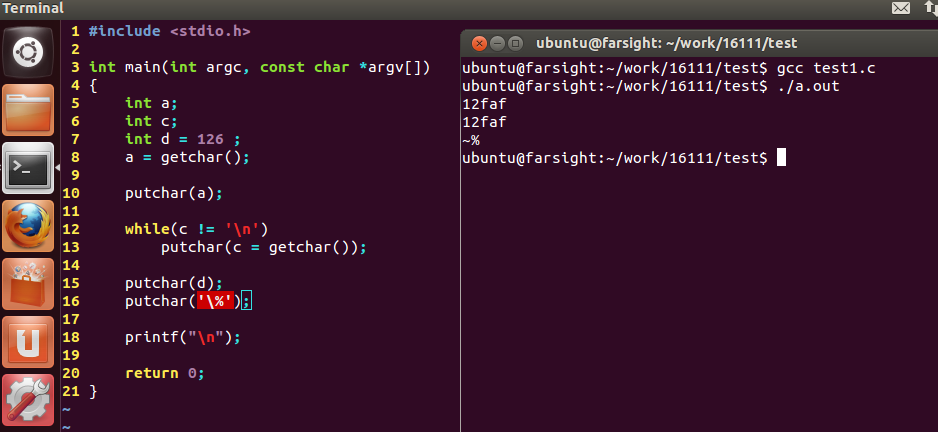 Terminal
1 #include <stdio.h>
2
3 int main(int argc, const char *argv[])
4 {
5     int a;
6     int c;
7     int d = 126 ;
8     a = getchar();
9
10     putchar(a);
11
12     while(c != '\n')
13         putchar(c = getchar());
14
15     putchar(d);
16     putchar('\%');
17
18     printf("\n");
19
20     return 0;
21 }
~
~
ubuntu@farsight: ~/work/16111/test
ubuntu@farsight:~/work/16111/test$ gcc test1.c
ubuntu@farsight:~/work/16111/test$ ./a.out
12faf
12faf
~%
ubuntu@farsight:~/work/16111/test$